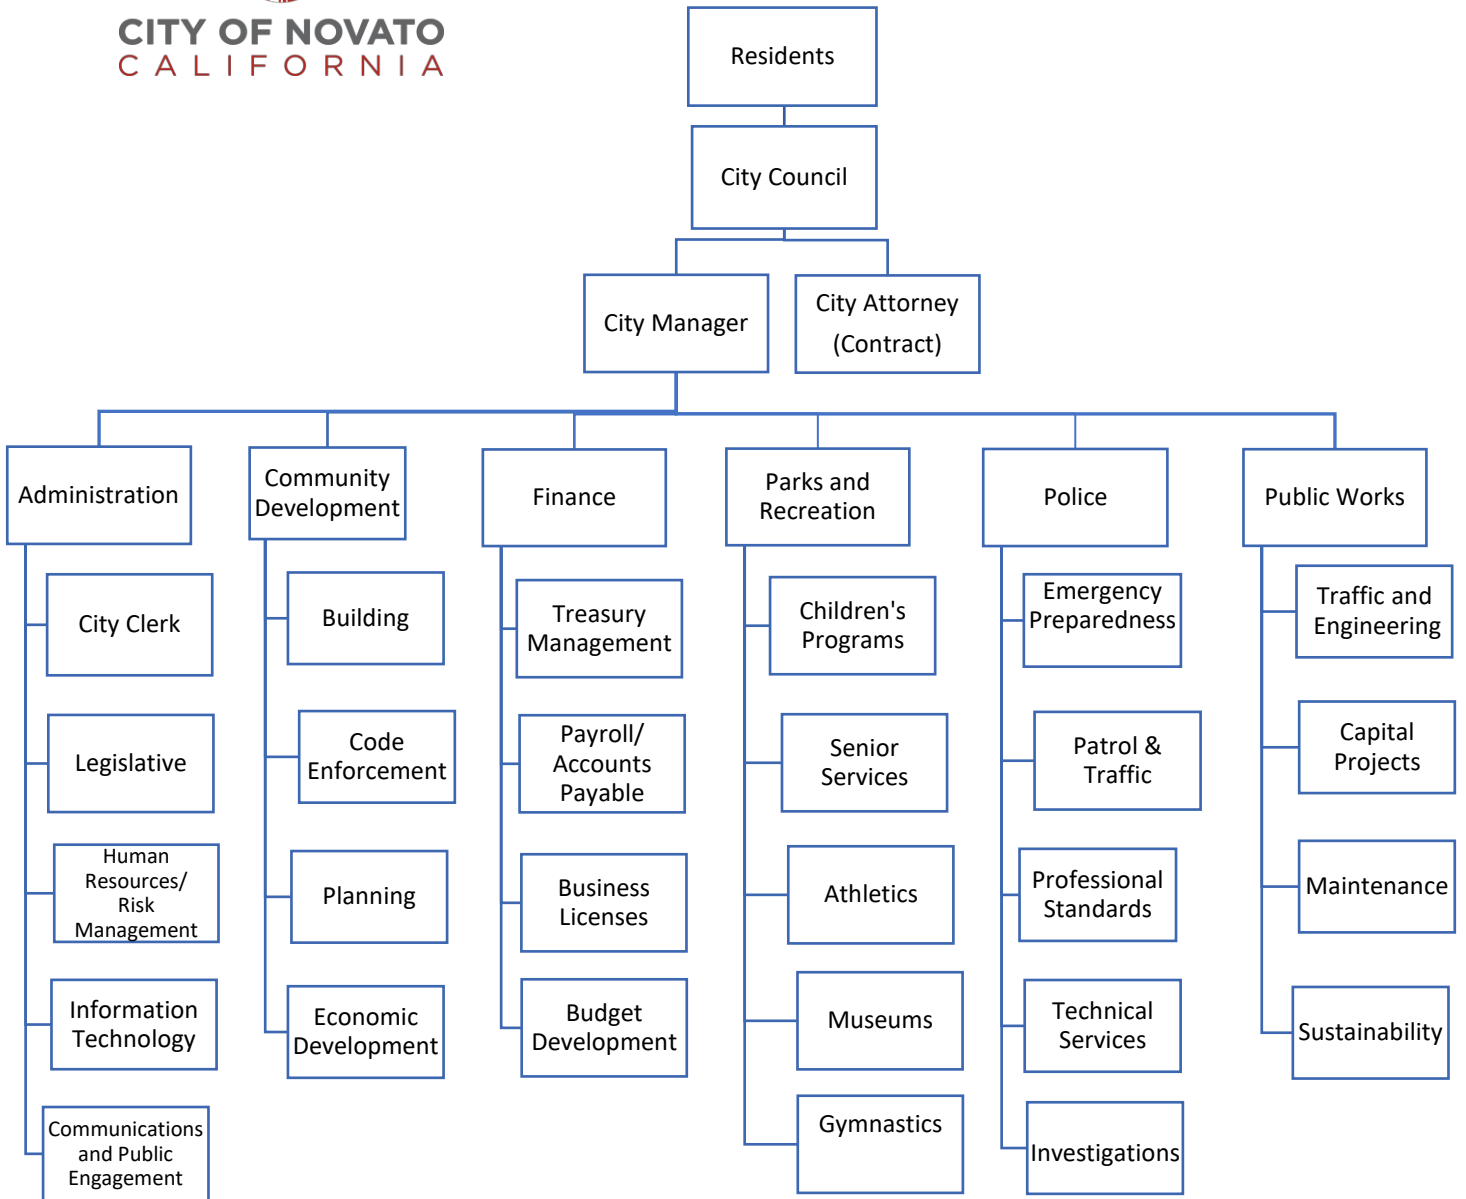 CITY OF NOVATO
CALIFORNIA
Residents
City Council
City Manager
City Attorney
(Contract)
Administration
Community
Development
Finance
Parks and
Recreation
Police
Public Works
City Clerk
Legislative
Human
Resources/
Risk
Management
Information
Technology
Communications
and Public
Engagement
Building
Code
Enforcement
Planning
Economic
Development
Treasury
Management
Payroll/
Accounts
Payable
Business
Licenses
Budget
Development
Children's
Programs
Senior
Services
Athletics
Museums
Gymnastics
Emergency
Preparedness
Patrol &
Traffic
Professional
Standards
Technical
Services
Investigations
Traffic and
Engineering
Capital
Projects
Maintenance
Sustainability